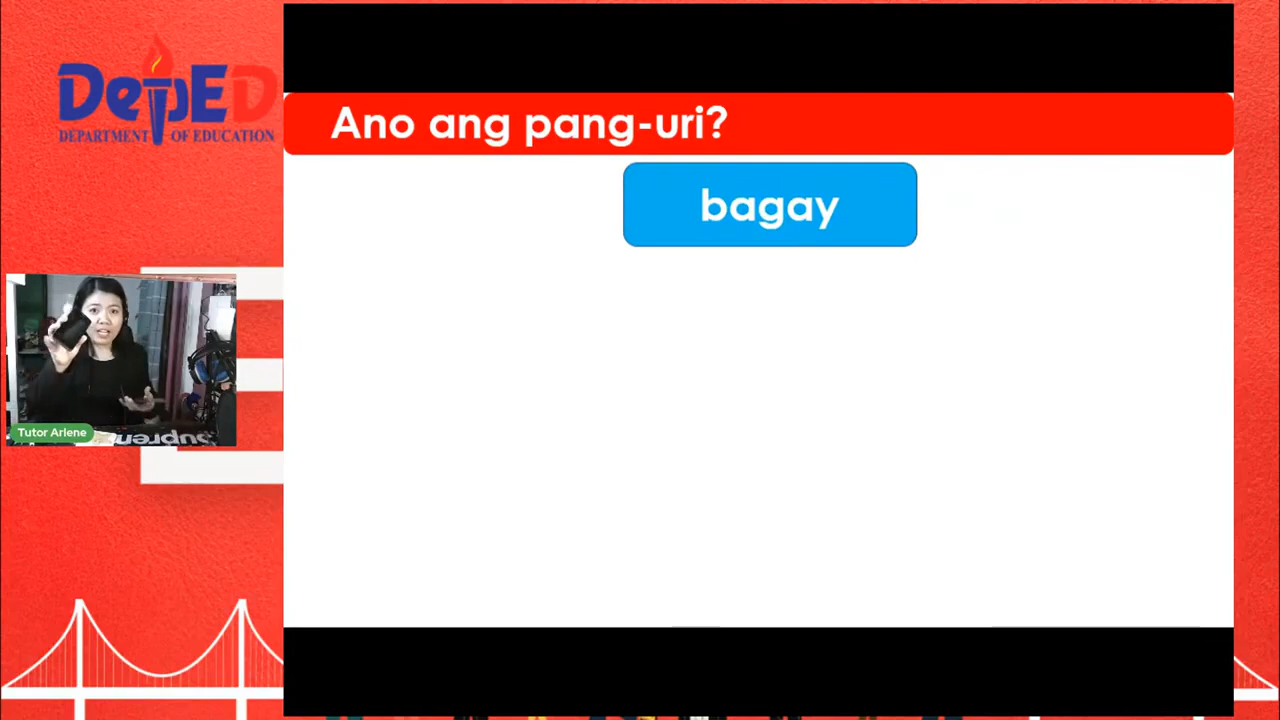 DepED
DEPARTMENT OF EDUCATION
Ano ang pang-uri?
bagay
Tutor Arlene